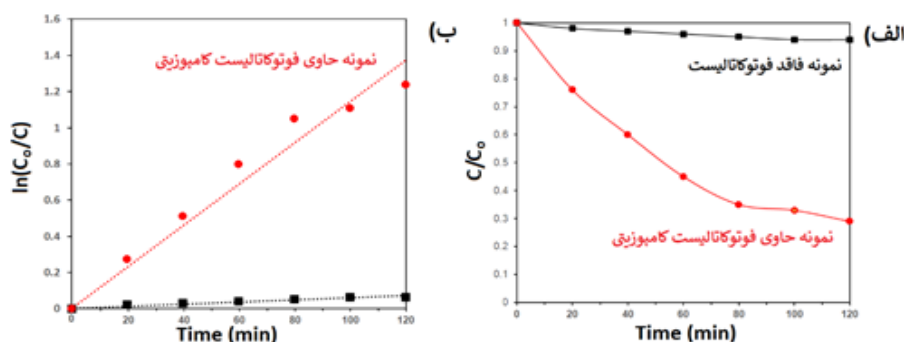 الف)
C/Cₒ
1
0.9
0.8
0.7
0.6
0.5
0.4
0.3
0.2
0.1
0
نمونه فاقد فوتوکاتالیست
نمونه حاوی فوتوکاتالیست کامپوزیتی
0 20 40 60 80 100 120
Time (min)
ب)
ln(Cₒ/C)
1.6
1.4
1.2
1.0
0.8
0.6
0.4
0.2
0
نمونه حاوی فوتوکاتالیست کامپوزیتی
0 20 40 60 80 100 120
Time (min)